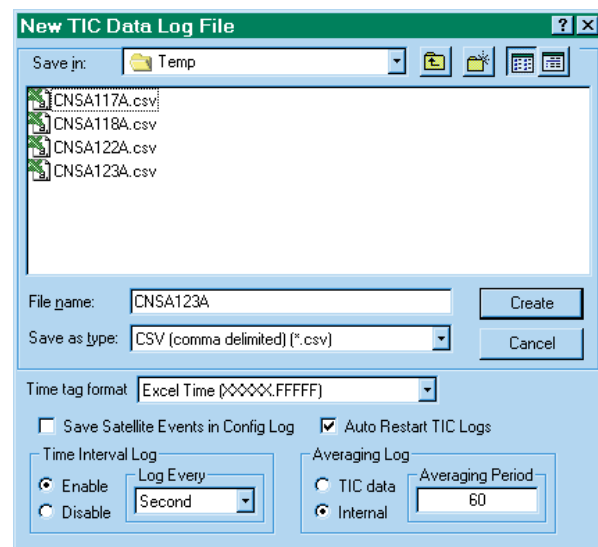 New TIC Data Log File
Save in: Temp
CNSA117A.csv
CNSA118A.csv
CNSA122A.csv
CNSA123A.csv
File name: CNSA123A Create
Save as type: CSV (comma delimited) (*.csv) Cancel
Time tag format Excel Time (XXXXX.FFFFF)
Save Satellite Events in Config Log Auto Restart TIC Logs
Time Interval Log Averaging Log
Log Every Averaging Period
Enable Second TIC data 60
Disable Internal